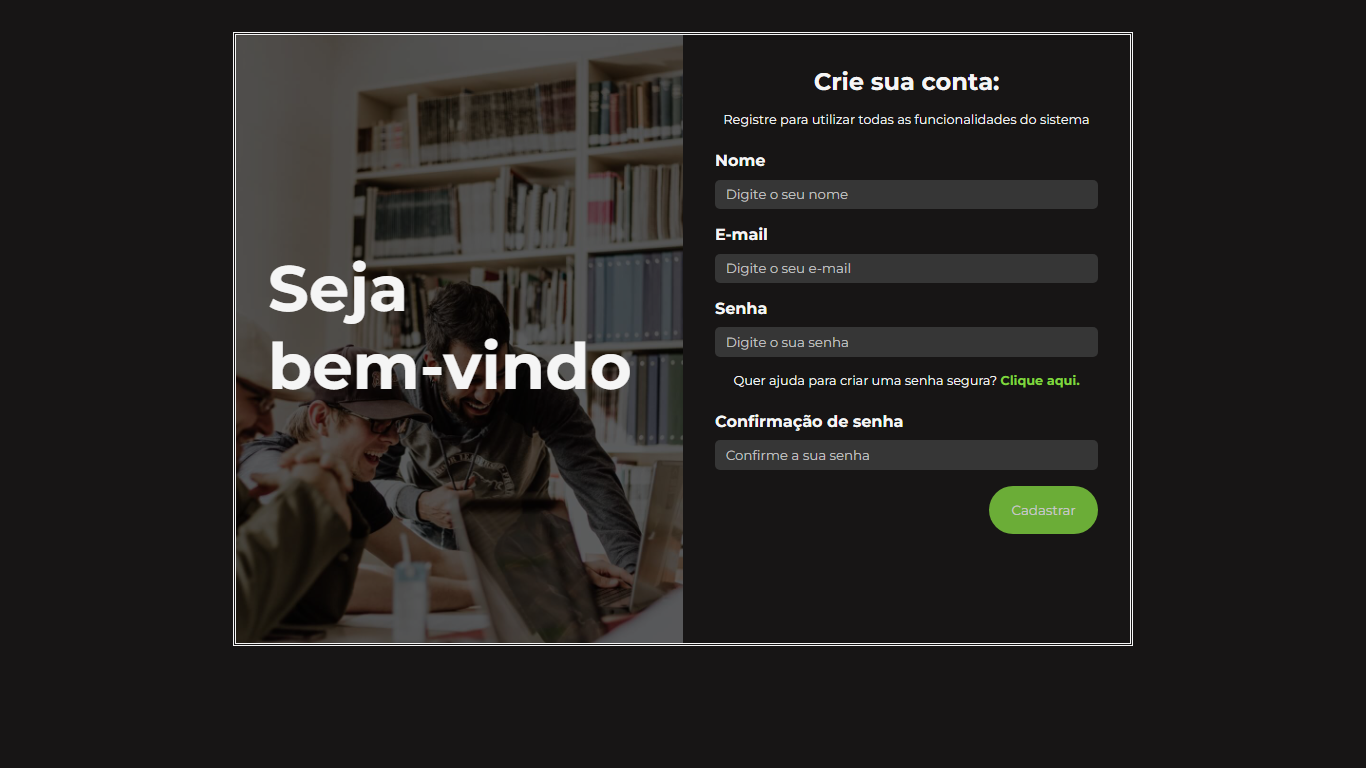 Seja
bem-vindo
Crie sua conta:
Registre para utilizar todas as funcionalidades do sistema
Nome
Digite o seu nome
E-mail
Digite o seu e-mail
Senha
Digite o sua senha
Quer ajuda para criar uma senha segura? Clique aqui.
Confirmação de senha
Confirme a sua senha
Cadastrar